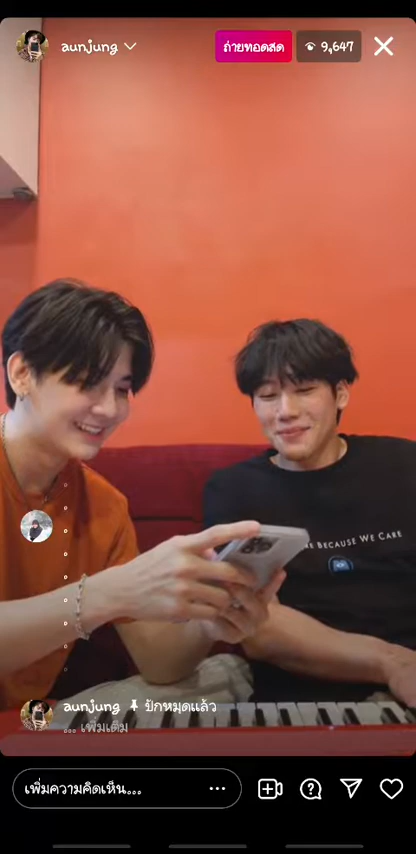 aunjung
ถ่ายทอดสด
9,647
BECAUSE WE CARE
aunjung ปักหมุดแล้ว
... เพิ่มเติม
เพิ่มความคิดเห็น...